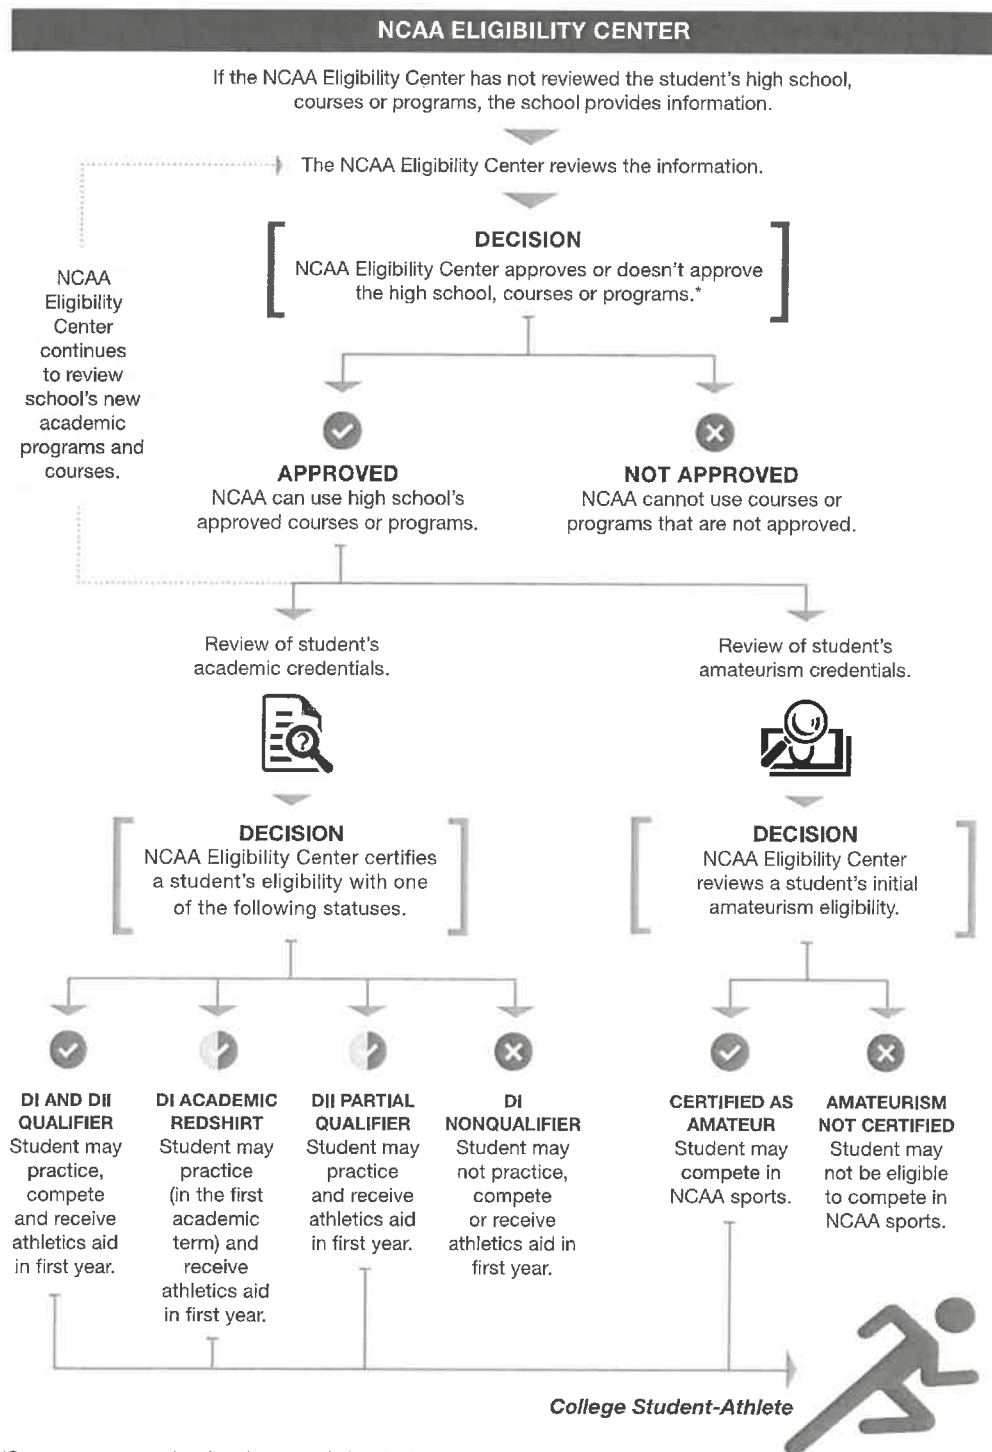 NCAA ELIGIBILITY CENTER
If the NCAA Eligibility Center has not reviewed the student's high school,
courses or programs, the school provides information.
The NCAA Eligibility Center reviews the information.
DECISION
NCAA Eligibility Center approves or doesn't approve
the high school, courses or programs.*
NCAA
Eligibility
Center
continues
to review
school's new
academic
programs and
courses.
APPROVED
NCAA can use high school's
approved courses or programs.
NOT APPROVED
NCAA cannot use courses or
programs that are not approved.
Review of student's
academic credentials.
Review of student's
amateurism credentials.
?
DECISION
NCAA Eligibility Center certifies
a student's eligibility with one
of the following statuses.
DECISION
NCAA Eligibility Center
reviews a student's initial
amateurism eligibility.
DI AND DII
QUALIFIER
Student may
practice,
compete
and receive
athletics aid
in first year.
DI ACADEMIC
REDSHIRT
Student may
practice
(in the first
academic
term) and
receive
athletics aid
in first year.
DII PARTIAL
QUALIFIER
Student may
practice
and receive
athletics aid
in first year.
DI
NONQUALIFIER
Student may
not practice,
compete
or receive
athletics aid in
first year.
CERTIFIED AS
AMATEUR
Student may
compete in
NCAA sports.
AMATEURISM
NOT CERTIFIED
Student may
not be eligible
to compete in
NCAA sports.
College Student-Athlete